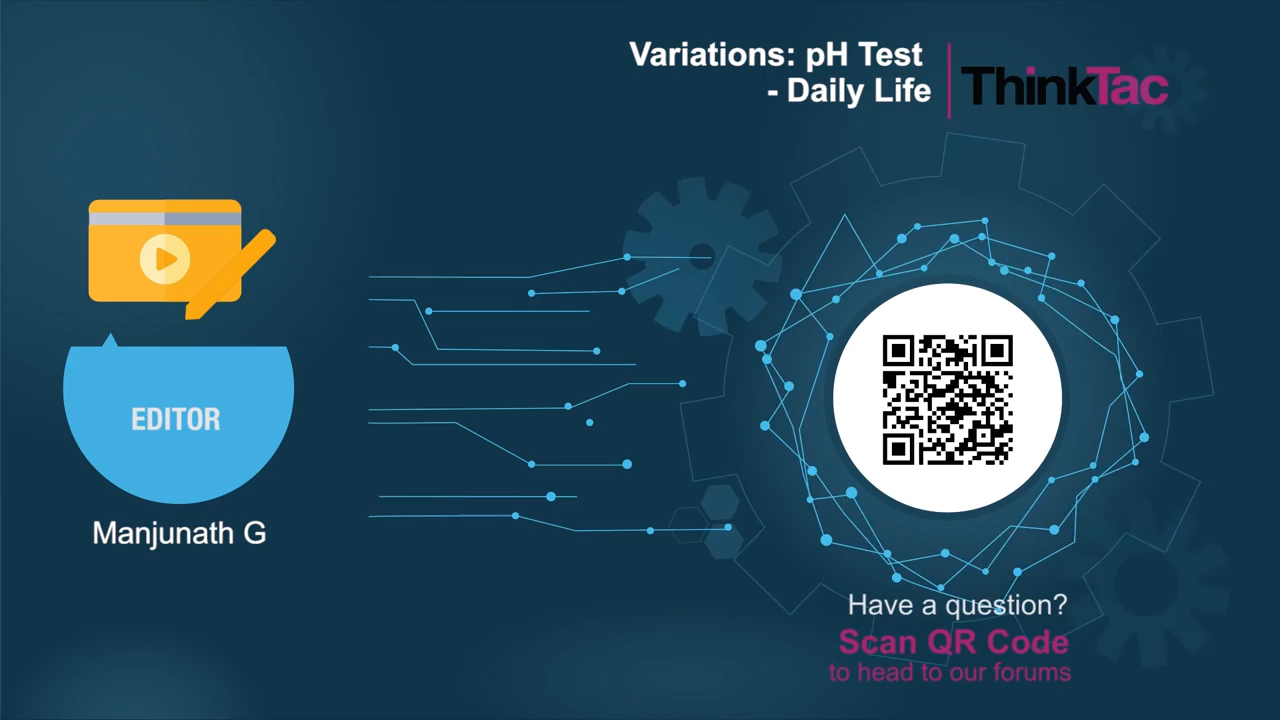 Variations: pH Test
- Daily Life
ThinkTac
EDITOR
Manjunath G
Have a question?
Scan QR Code
to head to our forums